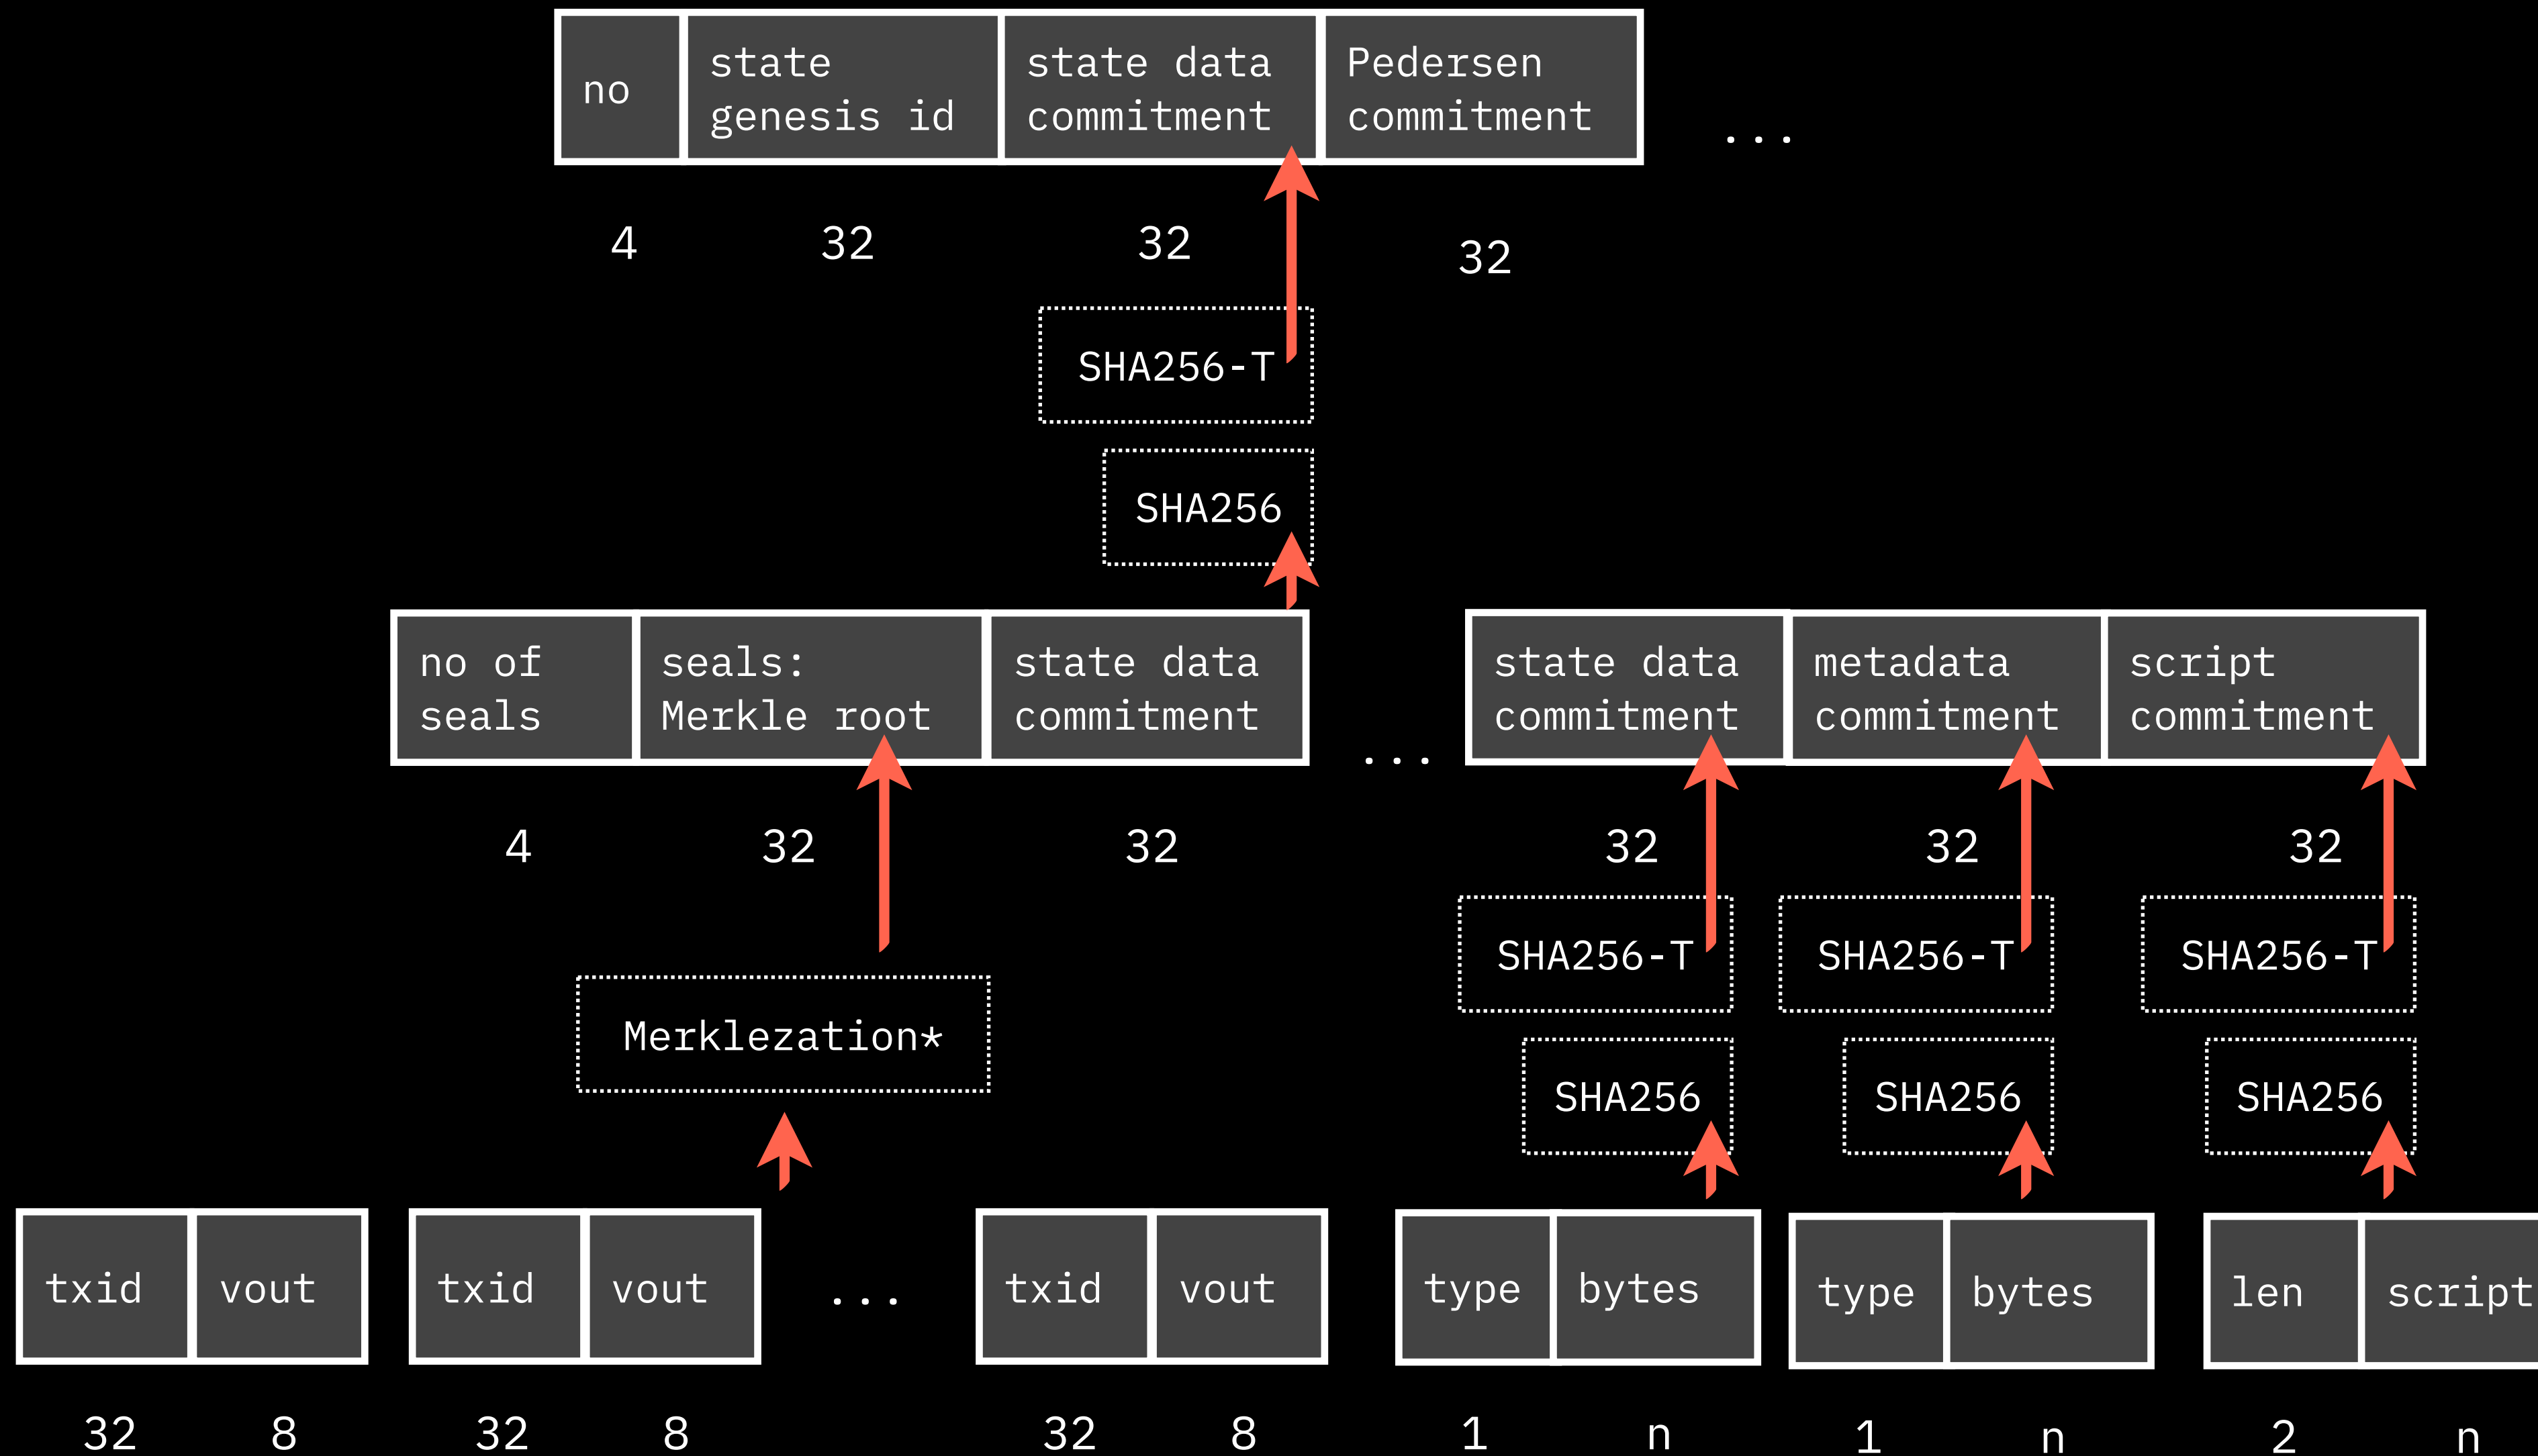 no
state
genesis id
state data
commitment
Pedersen
commitment
...
4
32
32
32
SHA256-T
SHA256
no of
seals
seals:
Merkle root
state data
commitment
...
state data
commitment
metadata
commitment
script
commitment
4
32
32
32
32
32
SHA256-T
SHA256-T
SHA256-T
Merklezation*
SHA256
SHA256
SHA256
txid
vout
txid
vout
...
txid
vout
type
bytes
type
bytes
len
script
32
8
32
8
32
8
1
n
1
n
2
n